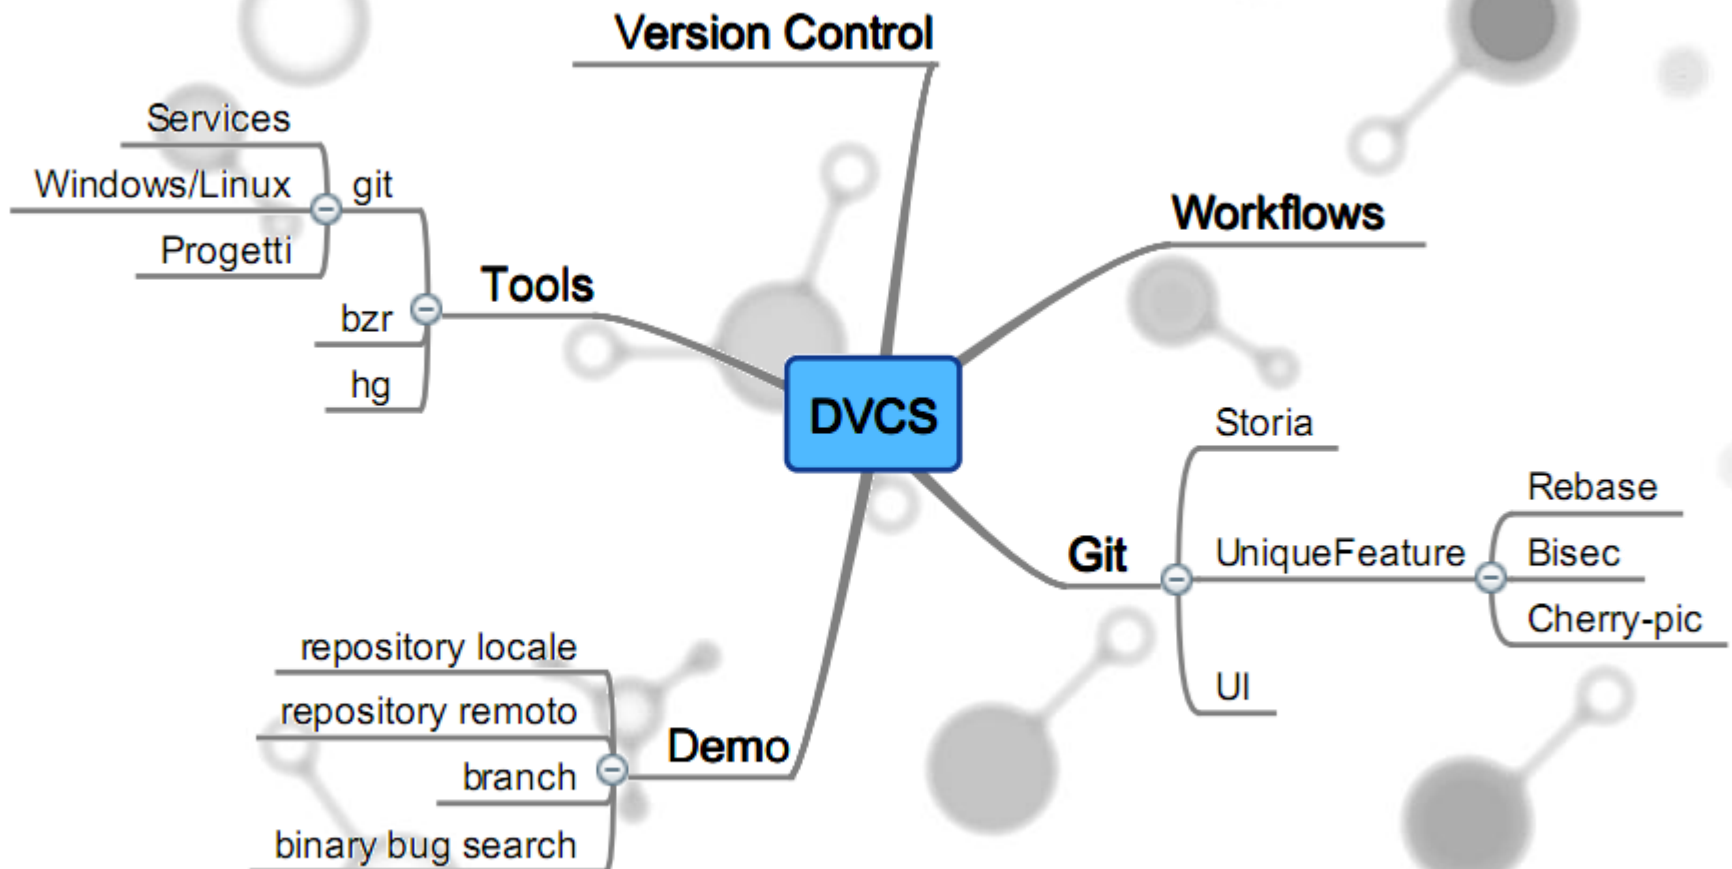 Version Control
Services
Windows/Linux
git
Progetti
Tools
bzr
hg
Workflows
DVCS
Storia
Git
UniqueFeature
Rebase
Bisec
Cherry-pic
UI
repository locale
repository remoto
Demo
branch
binary bug search